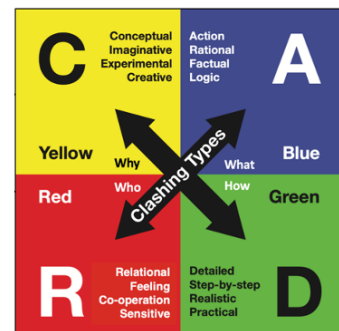 C
Conceptual
Imaginative
Experimental
Creative
Yellow
Why
Action
Rational
Factual
Logic
A
What
Blue
Clashing Types
Red
Who
R
Relational
Feeling
Co-operation
Sensitive
How
Green
Detailed
Step-by-step
Realistic
Practical
D